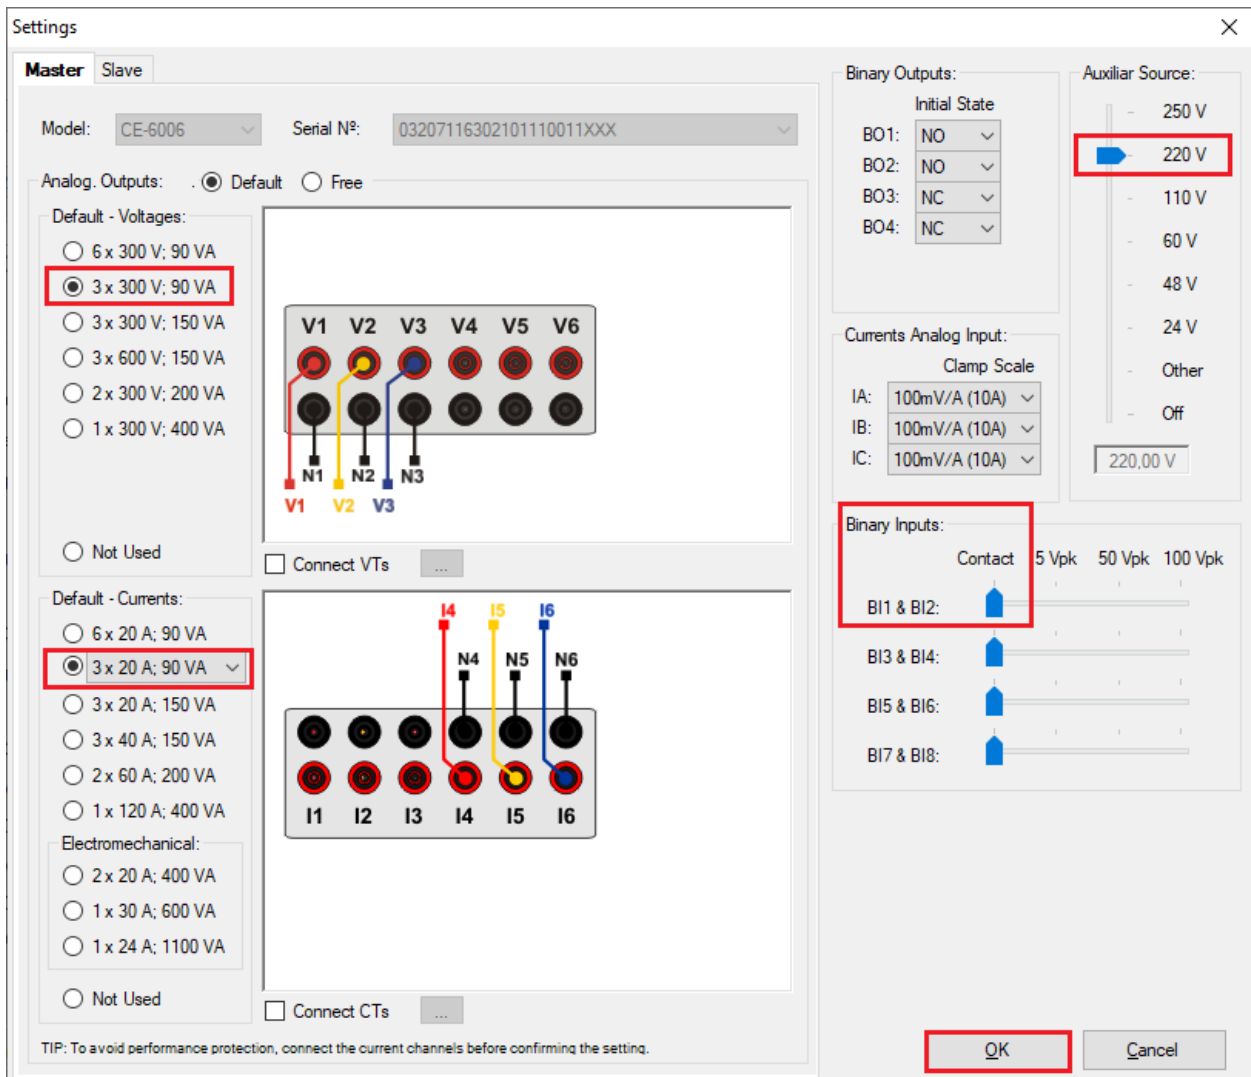 Settings
Master Slave
Model: CE-6006 Serial Nº: 03207116302101110011XXX
Analog. Outputs: . Default Free
Default - Voltages:
6 x 300 V; 90 VA
3 x 300 V; 90 VA
3 x 300 V; 150 VA
3 x 600 V; 150 VA
2 x 300 V; 200 VA
1 x 300 V; 400 VA
Not Used
V1 V2 V3 V4 V5 V6
N1 N2 N3
V1 V2 V3
Connect VTs ...
Default - Currents:
6 x 20 A; 90 VA
3 x 20 A; 90 VA
3 x 20 A; 150 VA
3 x 40 A; 150 VA
2 x 60 A; 200 VA
1 x 120 A; 400 VA
Electromechanical:
2 x 20 A; 400 VA
1 x 30 A; 600 VA
1 x 24 A; 1100 VA
Not Used
I4 I5 I6
N4 N5 N6
I1 I2 I3 I4 I5 I6
Connect CTs ...
TIP: To avoid performance protection, connect the current channels before confirming the setting.
Binary Outputs:
Initial State
BO1: NO
BO2: NO
BO3: NC
BO4: NC
Currents Analog Input:
Clamp Scale
IA: 100mV/A (10A)
IB: 100mV/A (10A)
IC: 100mV/A (10A)
Auxiliar Source:
250 V
220 V
110 V
60 V
48 V
24 V
Other
Off
220,00 V
Binary Inputs:
Contact 5 Vpk 50 Vpk 100 Vpk
BI1 & BI2:
BI3 & BI4:
BI5 & BI6:
BI7 & BI8:
OK Cancel